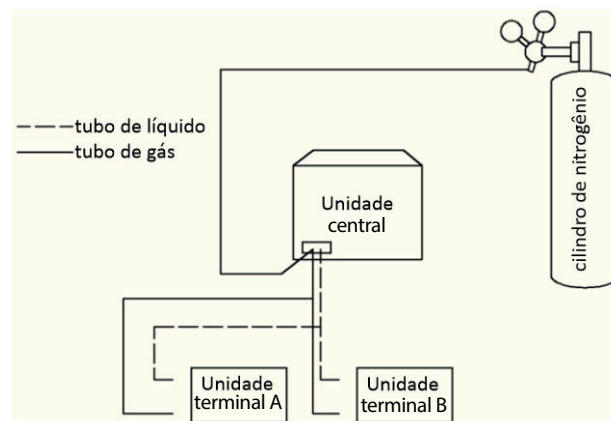 tubo de líquido
tubo de gás
Unidade
central
cilindro de nitrogênio
Unidade
terminal A
Unidade
terminal B